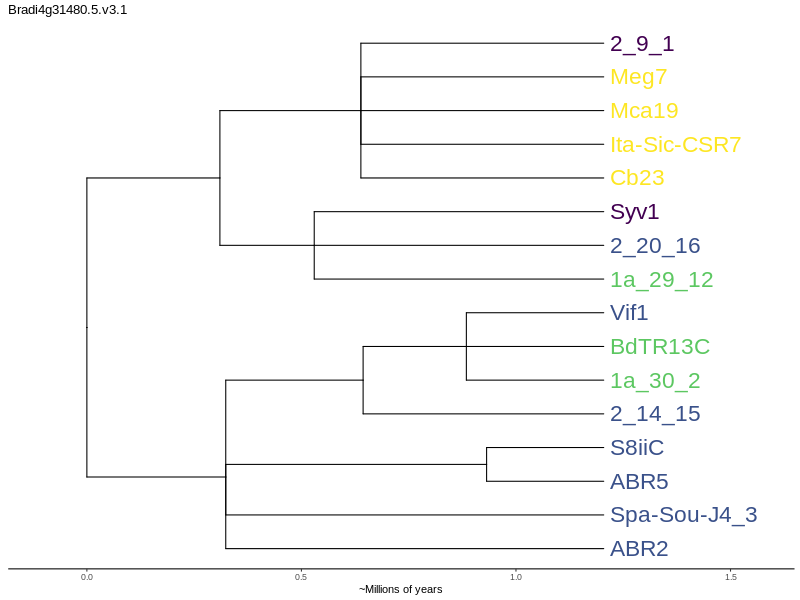 Bradi4g31480.5.v3.1
2_9_1
Meg7
Mca19
Ita-Sic-CSR7
Cb23
Syv1
2_20_16
1a_29_12
Vif1
BdTR13C
1a_30_2
2_14_15
S8iiC
ABR5
Spa-Sou-J4_3
ABR2
0.0 0.5 1.0 1.5
~Millions of years